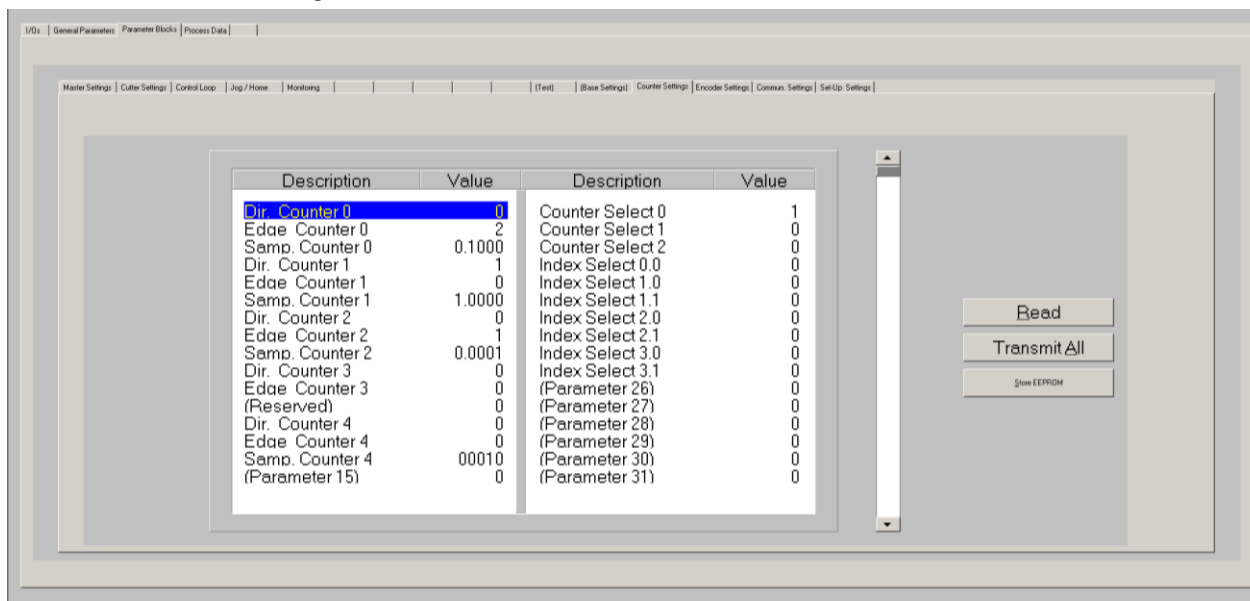 I/Os General Parameters Parameter Blocks Process Data
Master Settings Cutter Settings Control Loop Jog / Home Monitoring (Test) (Base Settings) Counter Settings Encoder Settings Commun. Settings Set-Up Settings
Description Value Description Value
Dir. Counter 0 0 Counter Select 0 1
Edge Counter 0 2 Counter Select 1 0
Samp. Counter 0 0.1000 Counter Select 2 0
Dir. Counter 1 1 Index Select 0.0 0
Edge Counter 1 0 Index Select 1.0 0
Samp. Counter 1 1.0000 Index Select 1.1 0
Dir. Counter 2 0 Index Select 2.0 0
Edge Counter 2 1 Index Select 2.1 0
Samp. Counter 2 0.0001 Index Select 3.0 0
Dir. Counter 3 0 Index Select 3.1 0
Edge Counter 3 0 (Parameter 26) 0
(Reserved) 0 (Parameter 27) 0
Dir. Counter 4 0 (Parameter 28) 0
Edge Counter 4 0 (Parameter 29) 0
Samp. Counter 4 00010 (Parameter 30) 0
(Parameter 15) 0 (Parameter 31) 0
Read
Transmit All
Store EEPROM